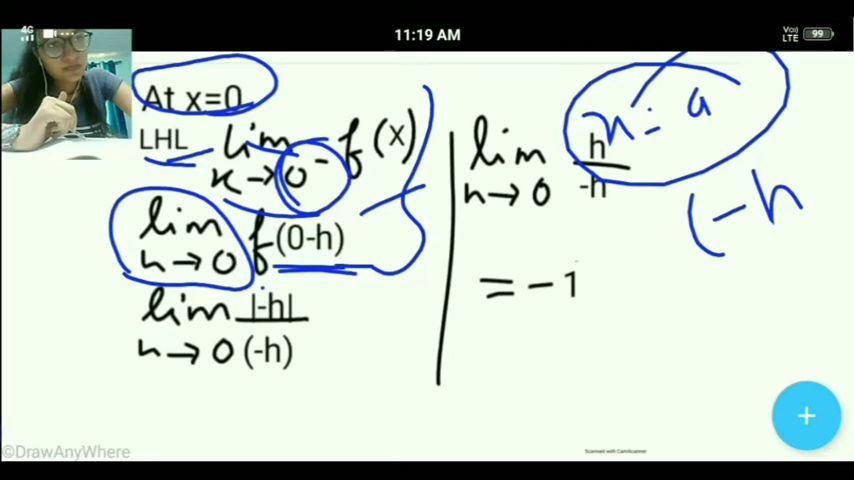 4G
11:19 AM
Vo)
LTE
99
At x=0
LHL lim f(x)
x→0⁻
lim f(0-h)
h→0
lim |-h|
h→0 (-h)
lim h
h→0 -h
= -1
x = a
(-h
+
©DrawAnyWhere
Scanned with CamScanner